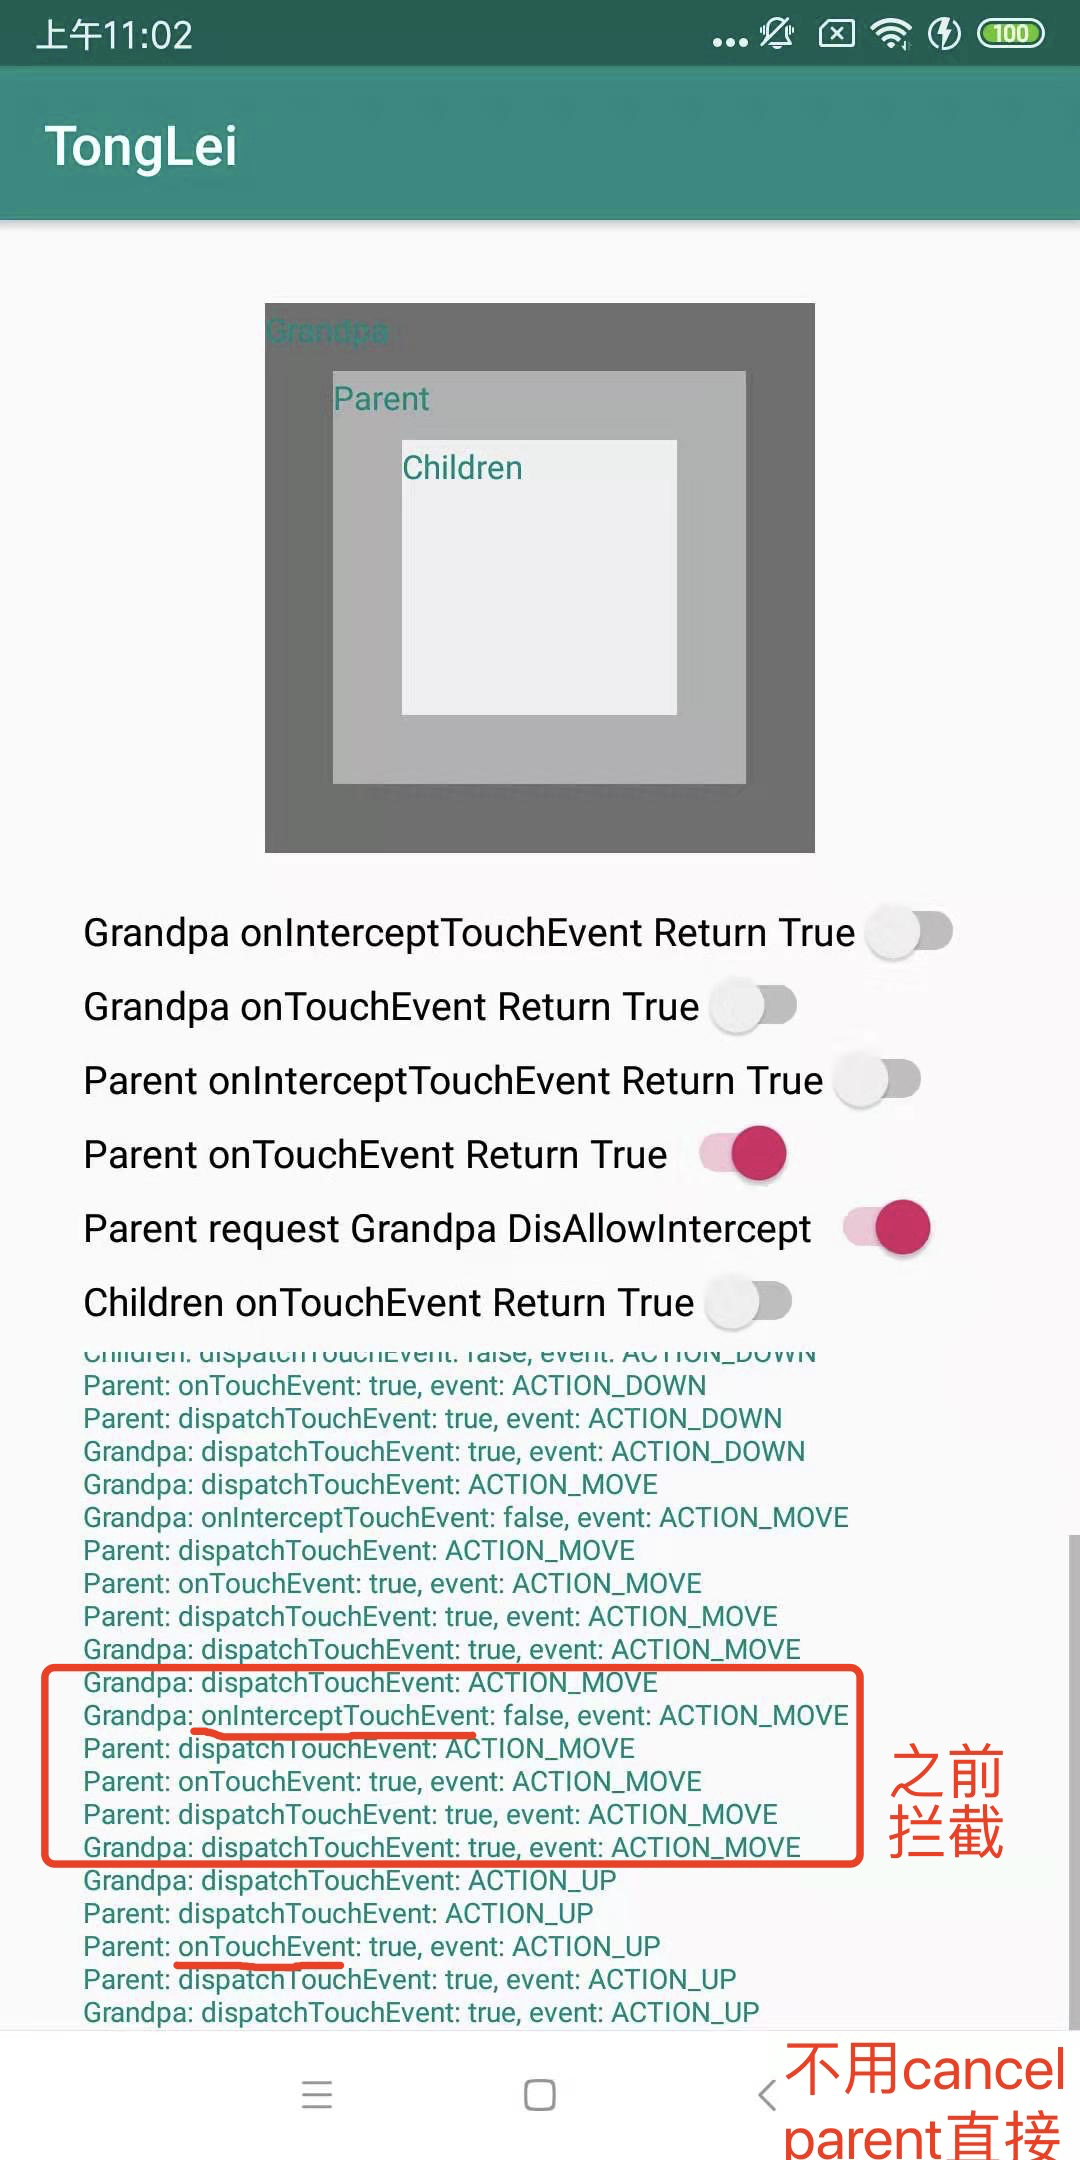 上午11:02
100
TongLei
Grandpa
Parent
Children
Grandpa onInterceptTouchEvent Return True
Grandpa onTouchEvent Return True
Parent onInterceptTouchEvent Return True
Parent onTouchEvent Return True
Parent request Grandpa DisAllowIntercept
Children onTouchEvent Return True
Children: dispatchTouchEvent: false, event: ACTION_DOWN
Parent: onTouchEvent: true, event: ACTION_DOWN
Parent: dispatchTouchEvent: true, event: ACTION_DOWN
Grandpa: dispatchTouchEvent: true, event: ACTION_DOWN
Grandpa: dispatchTouchEvent: ACTION_MOVE
Grandpa: onInterceptTouchEvent: false, event: ACTION_MOVE
Parent: dispatchTouchEvent: ACTION_MOVE
Parent: onTouchEvent: true, event: ACTION_MOVE
Parent: dispatchTouchEvent: true, event: ACTION_MOVE
Grandpa: dispatchTouchEvent: true, event: ACTION_MOVE
Grandpa: dispatchTouchEvent: ACTION_MOVE
Grandpa: onInterceptTouchEvent: false, event: ACTION_MOVE
Parent: dispatchTouchEvent: ACTION_MOVE
Parent: onTouchEvent: true, event: ACTION_MOVE
Parent: dispatchTouchEvent: true, event: ACTION_MOVE
Grandpa: dispatchTouchEvent: true, event: ACTION_MOVE
之前
拦截
Grandpa: dispatchTouchEvent: ACTION_UP
Parent: dispatchTouchEvent: ACTION_UP
Parent: onTouchEvent: true, event: ACTION_UP
Parent: dispatchTouchEvent: true, event: ACTION_UP
Grandpa: dispatchTouchEvent: true, event: ACTION_UP
不用cancel
parent直接